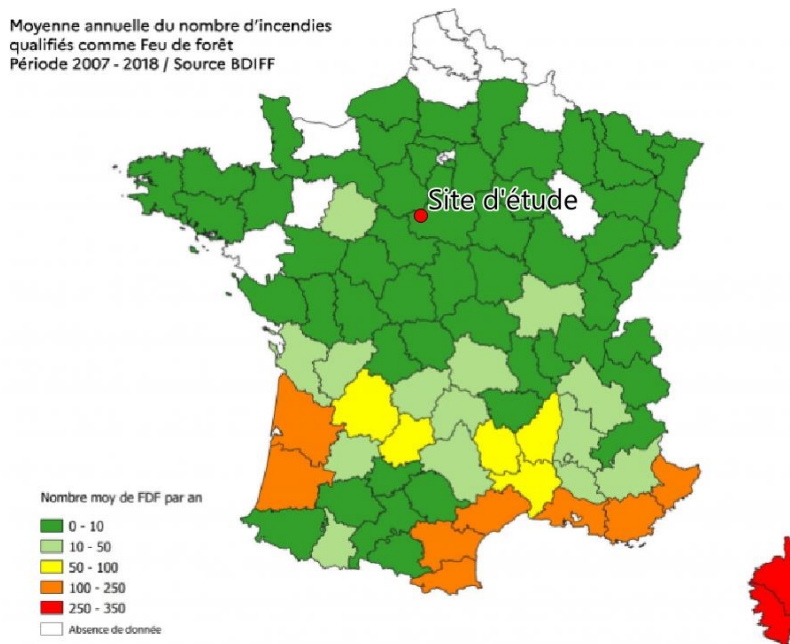 Moyenne annuelle du nombre d'incendies
qualifiés comme Feu de forêt
Période 2007 - 2018 / Source BDIFF
Site d'étude
Nombre moy de FDF par an
0 - 10
10 - 50
50 - 100
100 - 250
250 - 350
Absence de donnée